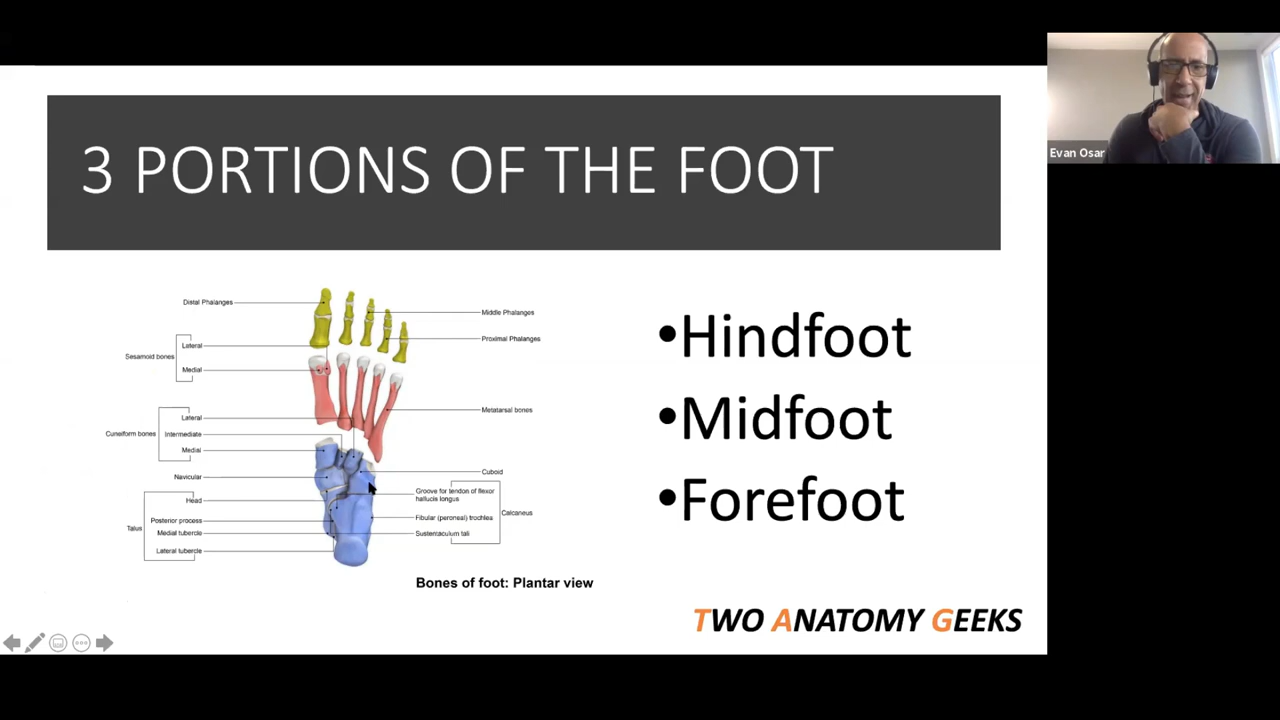 3 PORTIONS OF THE FOOT
Evan Osar
Distal Phalanges
Middle Phalanges
Proximal Phalanges
Lateral
Sesamoid bones
Medial
Metatarsal bones
Lateral
Cuneiform bones
Intermediate
Medial
Cuboid
Navicular
Groove for tendon of flexor
hallucis longus
Head
Calcaneus
Posterior process
Fibular (peroneal) trochlea
Talus
Medial tubercle
Sustentaculum tali
Lateral tubercle
Bones of foot: Plantar view
•Hindfoot
•Midfoot
•Forefoot
TWO ANATOMY GEEKS